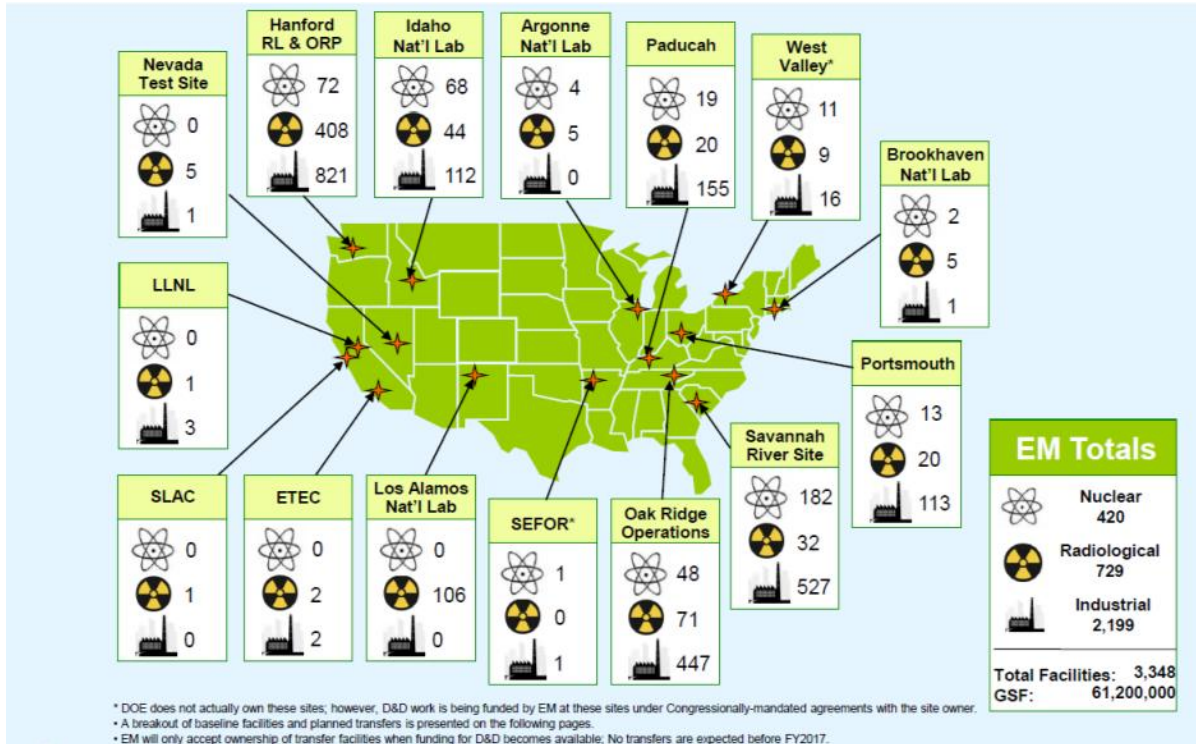 Nevada
Test Site
0
5
1
Hanford
RL & ORP
72
408
821
Idaho
Nat'l Lab
68
44
112
Argonne
Nat'l Lab
4
5
0
Paducah
19
20
155
West
Valley*
11
9
16
Brookhaven
Nat'l Lab
2
5
1
LLNL
0
1
3
Portsmouth
13
20
113
SLAC
0
1
0
ETEC
0
2
2
Los Alamos
Nat'l Lab
0
106
0
SEFOR*
1
0
1
Oak Ridge
Operations
48
71
447
Savannah
River Site
182
32
527
EM Totals
Nuclear
420
Radiological
729
Industrial
2,199
Total Facilities: 3,348
GSF: 61,200,000
* DOE does not actually own these sites; however, D&D work is being funded by EM at these sites under Congressionally-mandated agreements with the site owner.
• A breakout of baseline facilities and planned transfers is presented on the following pages.
• EM will only accept ownership of transfer facilities when funding for D&D becomes available; No transfers are expected before FY2017.